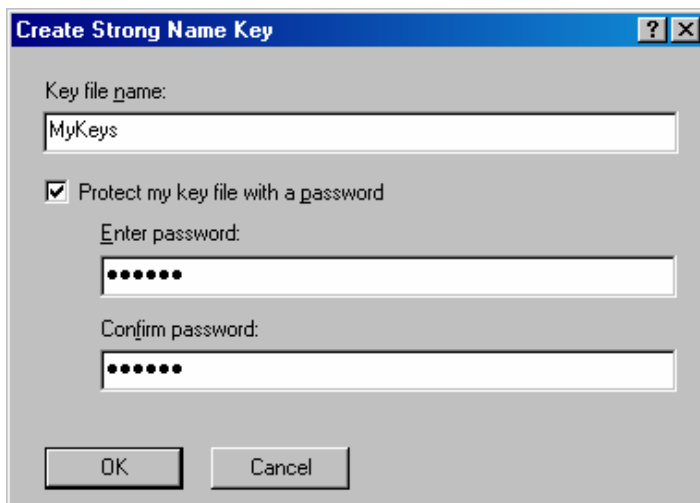 Create Strong Name Key
Key file name:
MyKeys
Protect my key file with a password
Enter password:
●●●●●●
Confirm password:
●●●●●●
OK Cancel